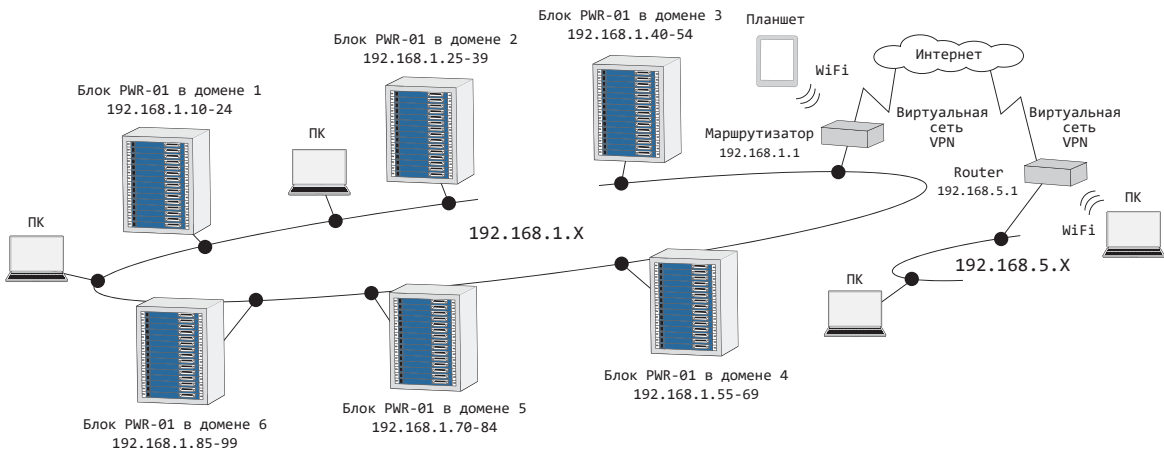 Блок PWR-01 в домене 1
192.168.1.10-24
Блок PWR-01 в домене 2
192.168.1.25-39
Блок PWR-01 в домене 3
192.168.1.40-54
Планшет
WiFi
Интернет
Маршрутизатор
192.168.1.1
Виртуальная
сеть
VPN
Виртуальная
сеть
VPN
Router
192.168.5.1
WiFi
ПК
ПК
ПК
192.168.1.X
192.168.5.X
ПК
Блок PWR-01 в домене 4
192.168.1.55-69
Блок PWR-01 в домене 5
192.168.1.70-84
Блок PWR-01 в домене 6
192.168.1.85-99